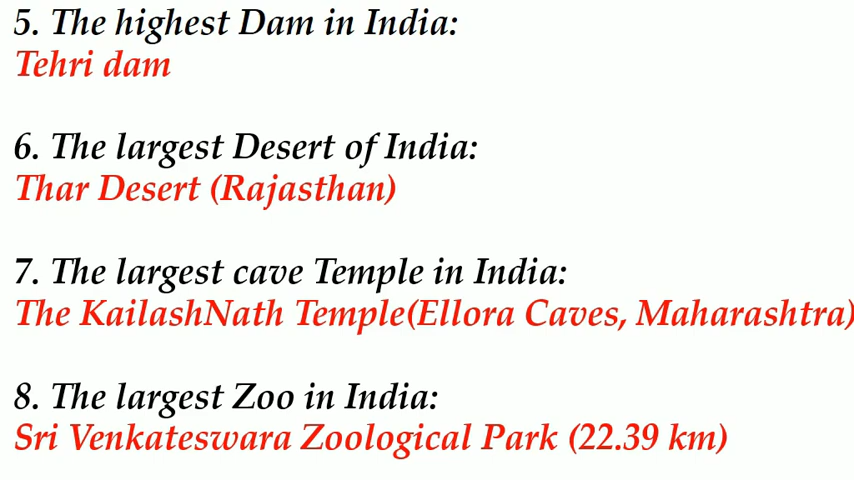 5. The highest Dam in India:
Tehri dam
6. The largest Desert of India:
Thar Desert (Rajasthan)
7. The largest cave Temple in India:
The KailashNath Temple(Ellora Caves, Maharashtra)
8. The largest Zoo in India:
Sri Venkateswara Zoological Park (22.39 km)